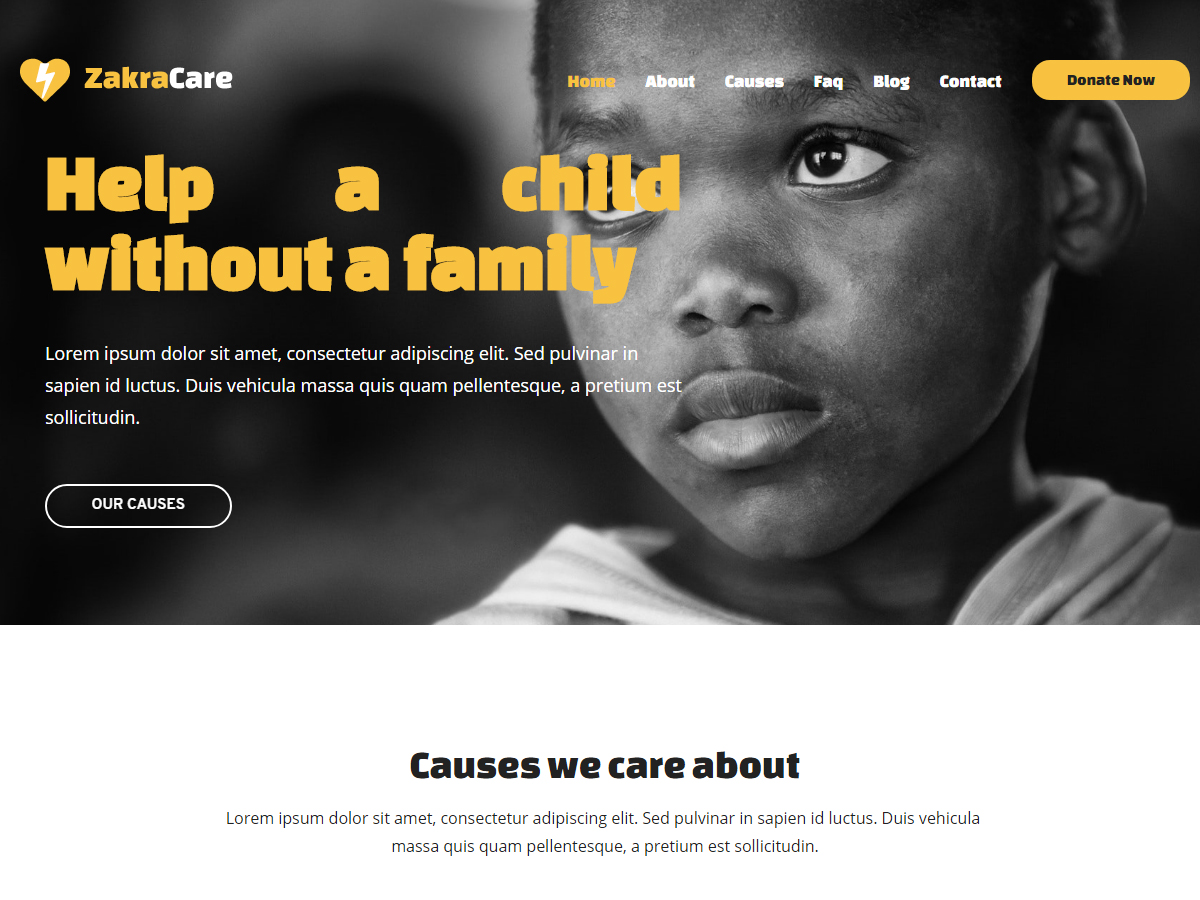 ZakraCare
Home About Causes Faq Blog Contact Donate Now
Help a child
without a family
Lorem ipsum dolor sit amet, consectetur adipiscing elit. Sed pulvinar in
sapien id luctus. Duis vehicula massa quis quam pellentesque, a pretium est
sollicitudin.
OUR CAUSES
Causes we care about
Lorem ipsum dolor sit amet, consectetur adipiscing elit. Sed pulvinar in sapien id luctus. Duis vehicula
massa quis quam pellentesque, a pretium est sollicitudin.